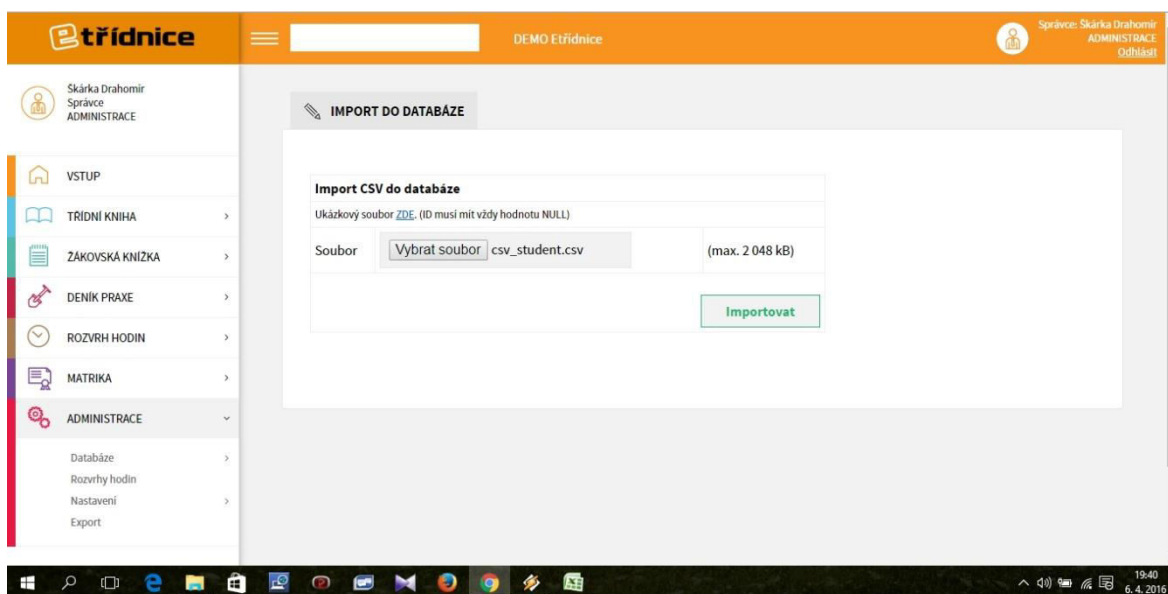 etřídnice
DEMO Etřídnice
Správce: Škárka Drahomír
ADMINISTRACE
Odhlásit
Škárka Drahomír
Správce
ADMINISTRACE
VSTUP
TŘÍDNÍ KNIHA
ŽÁKOVSKÁ KNÍŽKA
DENÍK PRAXE
ROZVRH HODIN
MATRIKA
ADMINISTRACE
Databáze
Rozvrhy hodin
Nastavení
Export
IMPORT DO DATABÁZE
Import CSV do databáze
Ukázkový soubor ZDE. (ID musí mít vždy hodnotu NULL)
Soubor Vybrat soubor csv_student.csv (max. 2 048 kB)
Importovat
19:40
6. 4. 2016